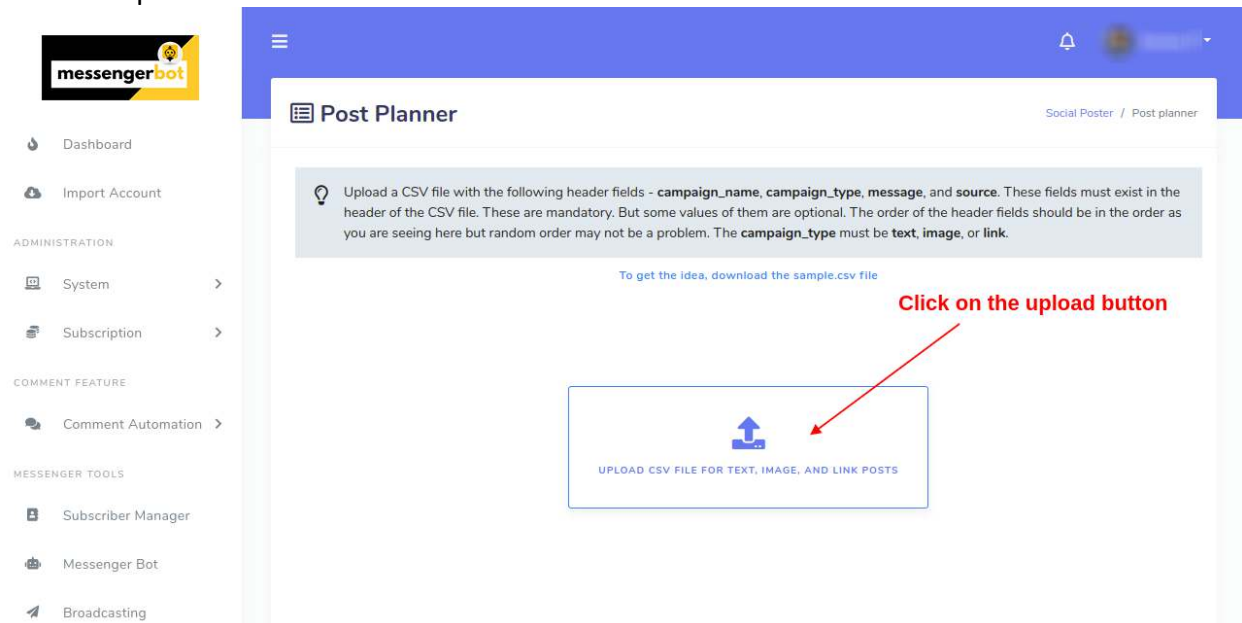 messengerbot
Dashboard
Import Account
ADMINISTRATION
System
Subscription
COMMENT FEATURE
Comment Automation
MESSENGER TOOLS
Subscriber Manager
Messenger Bot
Broadcasting
Post Planner
Social Poster / Post planner
Upload a CSV file with the following header fields - campaign_name, campaign_type, message, and source. These fields must exist in the
header of the CSV file. These are mandatory. But some values of them are optional. The order of the header fields should be in the order as
you are seeing here but random order may not be a problem. The campaign_type must be text, image, or link.
To get the idea, download the sample.csv file
Click on the upload button
UPLOAD CSV FILE FOR TEXT, IMAGE, AND LINK POSTS